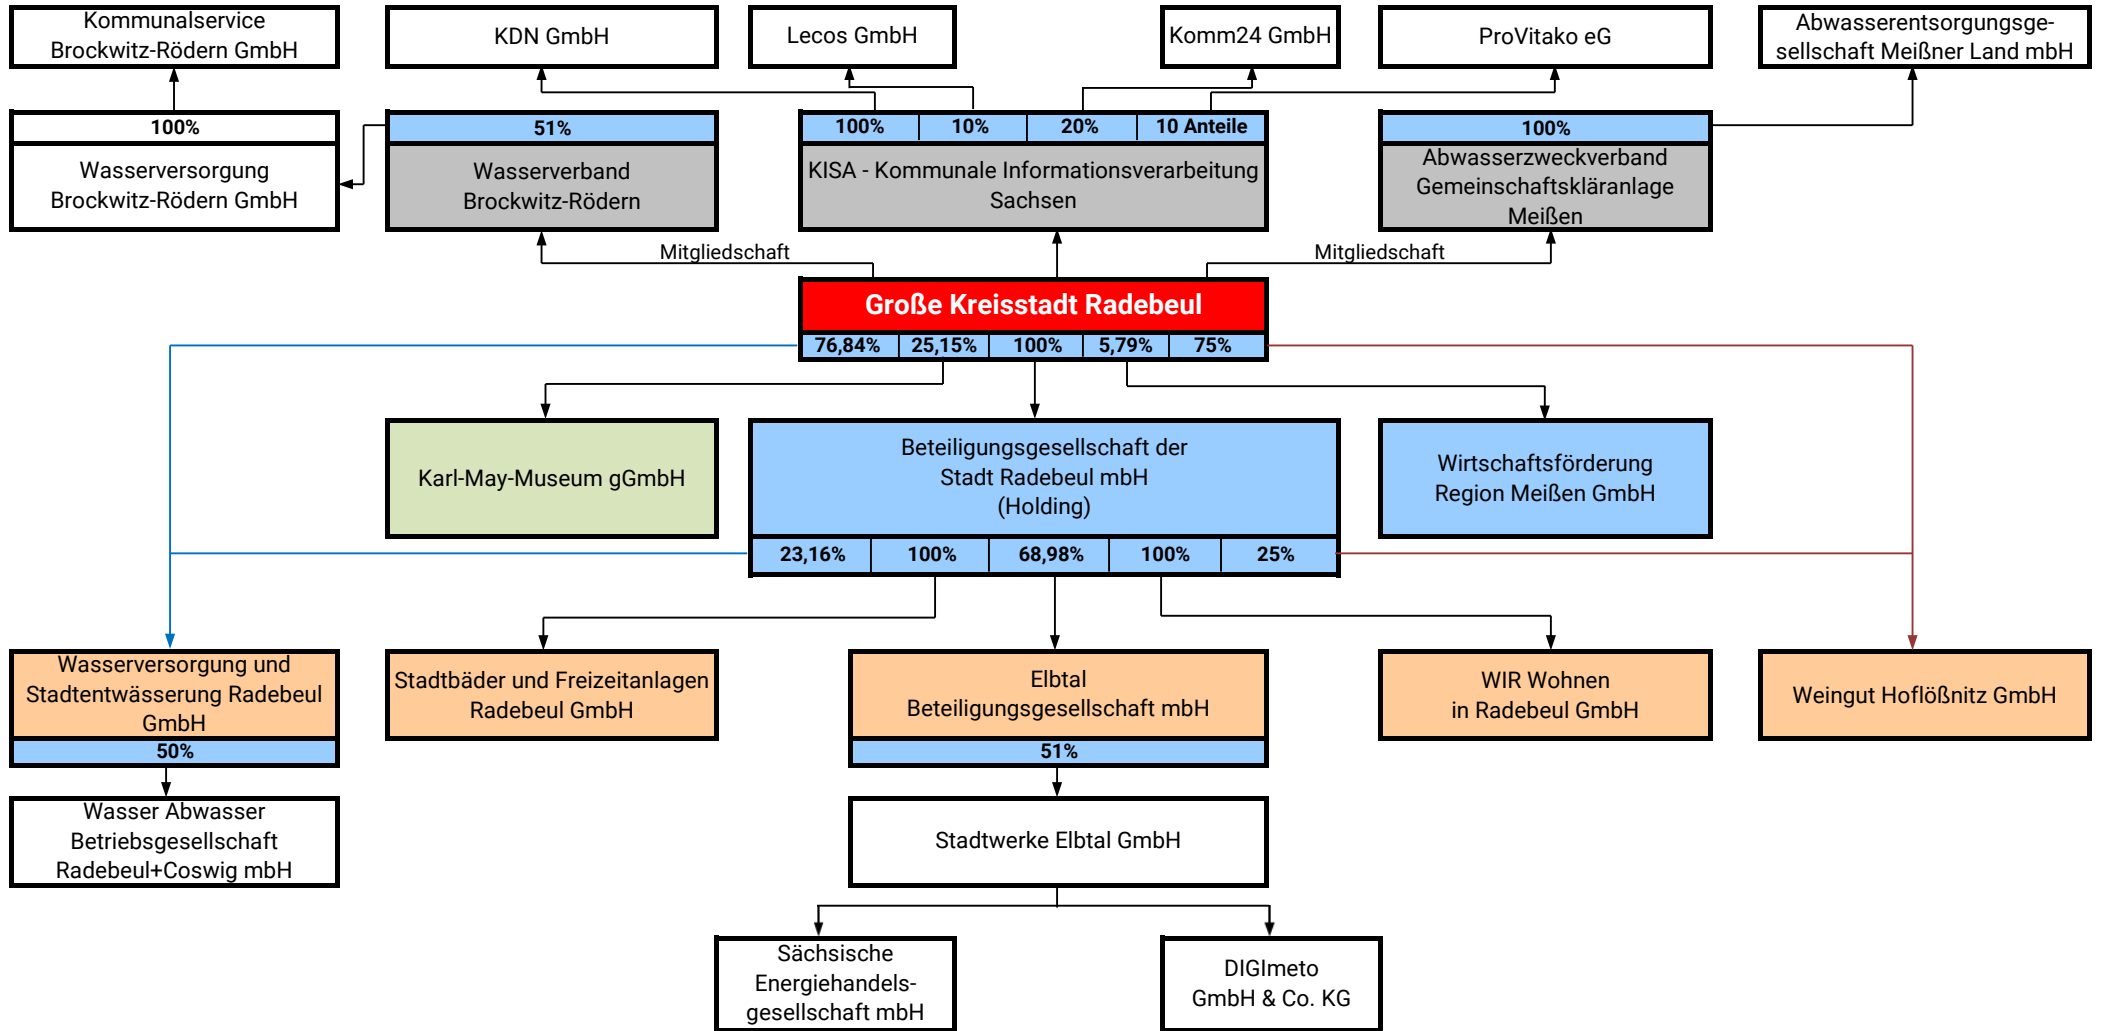 Kommunalservice
Brockwitz-Rödern GmbH
KDN GmbH
Lecos GmbH
Komm24 GmbH
ProVitako eG
Abwasserentsorgungsge-
sellschaft Meißner Land mbH
100%
Wasserversorgung
Brockwitz-Rödern GmbH
51%
Wasserverband
Brockwitz-Rödern
100%
10%
20%
10 Anteile
KISA - Kommunale Informationsverarbeitung
Sachsen
100%
Abwasserzweckverband
Gemeinschaftskläranlage
Meißen
Mitgliedschaft
Mitgliedschaft
Große Kreisstadt Radebeul
76,84%
25,15%
100%
5,79%
75%
Karl-May-Museum gGmbH
Beteiligungsgesellschaft der
Stadt Radebeul mbH
(Holding)
Wirtschaftsförderung
Region Meißen GmbH
23,16%
100%
68,98%
100%
25%
Wasserversorgung und
Stadtentwässerung Radebeul
GmbH
50%
Stadtbäder und Freizeitanlagen
Radebeul GmbH
Elbtal
Beteiligungsgesellschaft mbH
51%
WIR Wohnen
in Radebeul GmbH
Weingut Hoflößnitz GmbH
Wasser Abwasser
Betriebsgesellschaft
Radebeul+Coswig mbH
Stadtwerke Elbtal GmbH
Sächsische
Energiehandels-
gesellschaft mbH
DIGImeto
GmbH & Co. KG